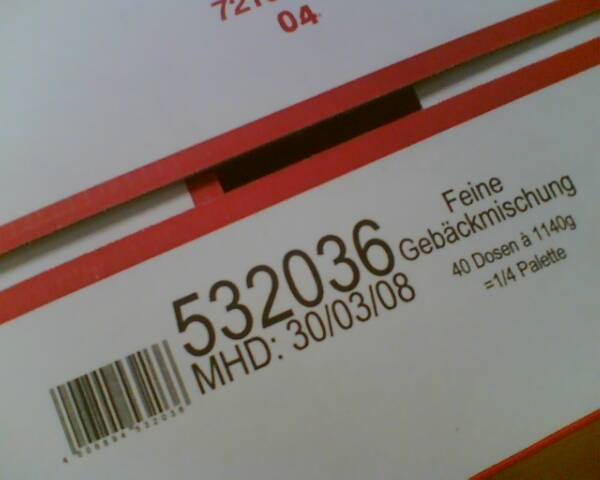 04
532036
MHD: 30/03/08
Feine
Gebäckmischung
40 Dosen à 1140g
=1/4 Palette